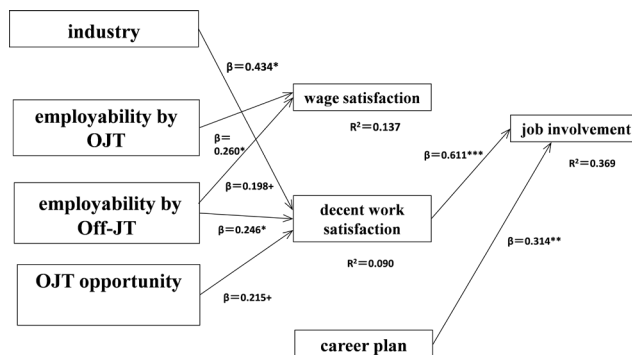 industry
β＝0.434*
wage satisfaction
employability by
OJT
R²＝0.137
job involvement
β＝
0.260*
β＝0.611***
R²＝0.369
β＝0.198+
employability by
Off-JT
decent work
satisfaction
β＝0.246*
β＝0.314**
R²＝0.090
OJT opportunity
β＝0.215+
career plan